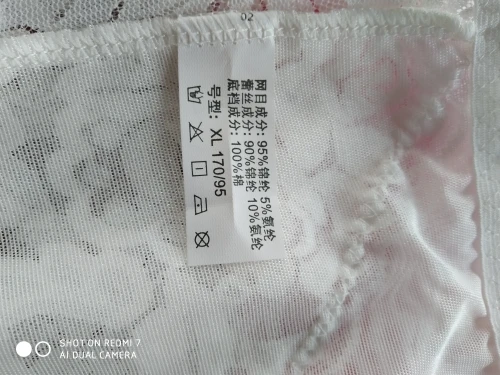 02
网目成分: 95%锦纶 5%氨纶
蕾丝成分: 90%锦纶 10%氨纶
底档成分: 100%棉
号型: XL 170/95
SHOT ON REDMI 7
AI DUAL CAMERA